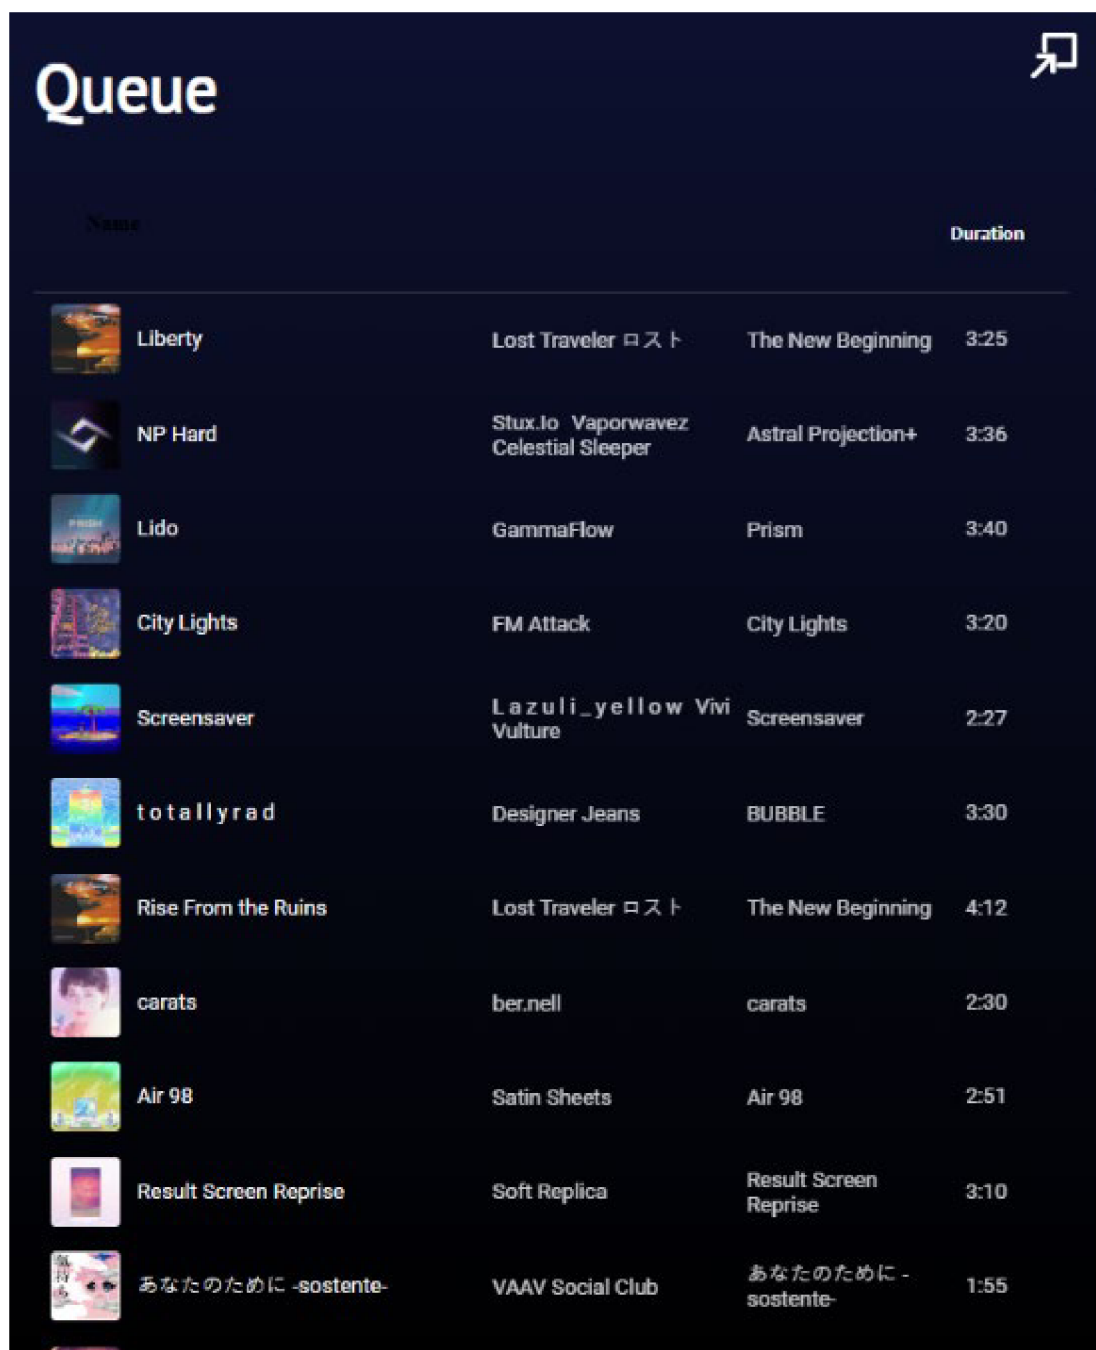 Queue
Name
Duration
Liberty
Lost Traveler ロスト
The New Beginning
3:25
NP Hard
Stux.Io Vaporwavez
Celestial Sleeper
Astral Projection+
3:36
PRISM
Lido
GammaFlow
Prism
3:40
City Lights
FM Attack
City Lights
3:20
Screensaver
L a z u l i _ y e l l o w Vivi
Vulture
Screensaver
2:27
t o t a l l y r a d
Designer Jeans
BUBBLE
3:30
Rise From the Ruins
Lost Traveler ロスト
The New Beginning
4:12
carats
ber.nell
carats
2:30
Air 98
Satin Sheets
Air 98
2:51
Result Screen Reprise
Soft Replica
Result Screen
Reprise
3:10
気持ち
あなたのために -sostente-
VAAV Social Club
あなたのために -
sostente-
1:55